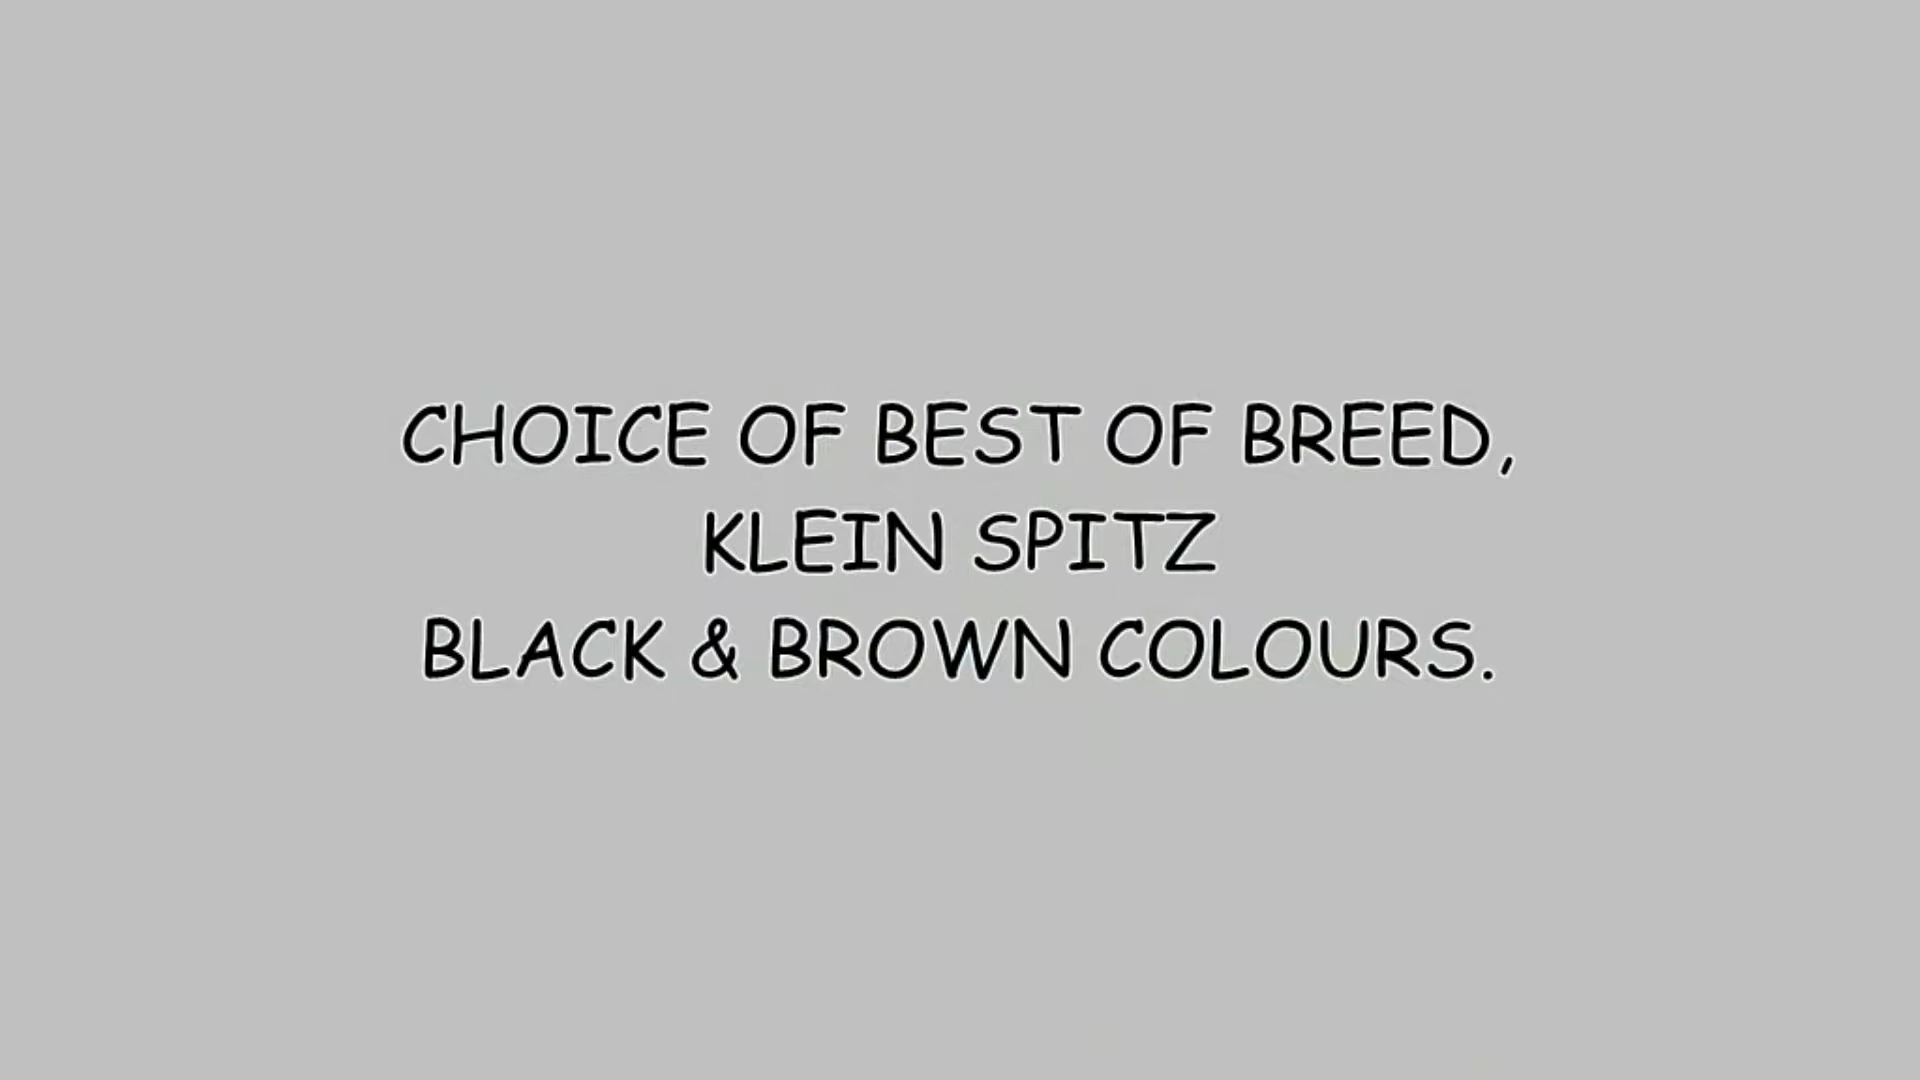 CHOICE OF BEST OF BREED,
KLEIN SPITZ
BLACK & BROWN COLOURS.